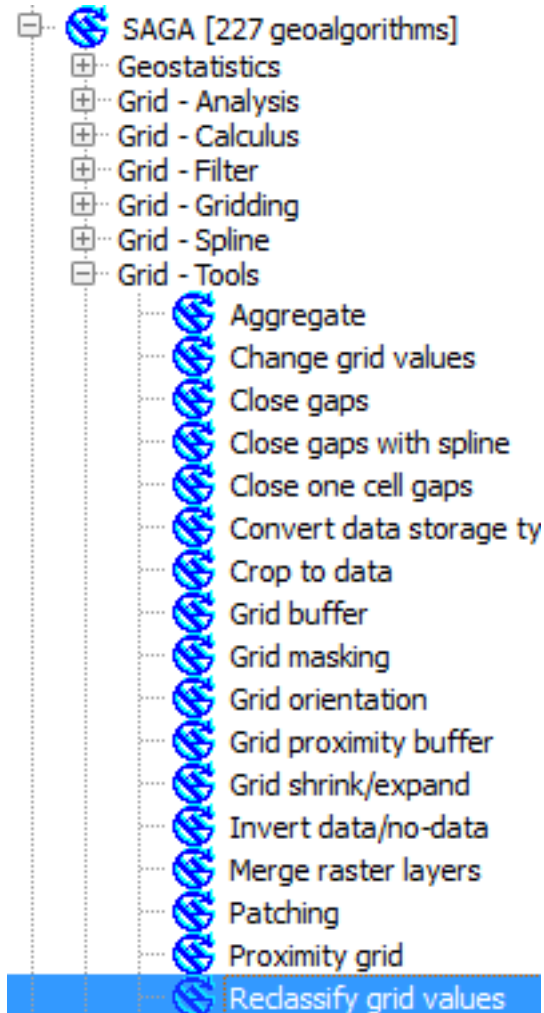 SAGA [227 geoalgorithms]
Geostatistics
Grid - Analysis
Grid - Calculus
Grid - Filter
Grid - Gridding
Grid - Spline
Grid - Tools
Aggregate
Change grid values
Close gaps
Close gaps with spline
Close one cell gaps
Convert data storage ty
Crop to data
Grid buffer
Grid masking
Grid orientation
Grid proximity buffer
Grid shrink/expand
Invert data/no-data
Merge raster layers
Patching
Proximity grid
Reclassify grid values